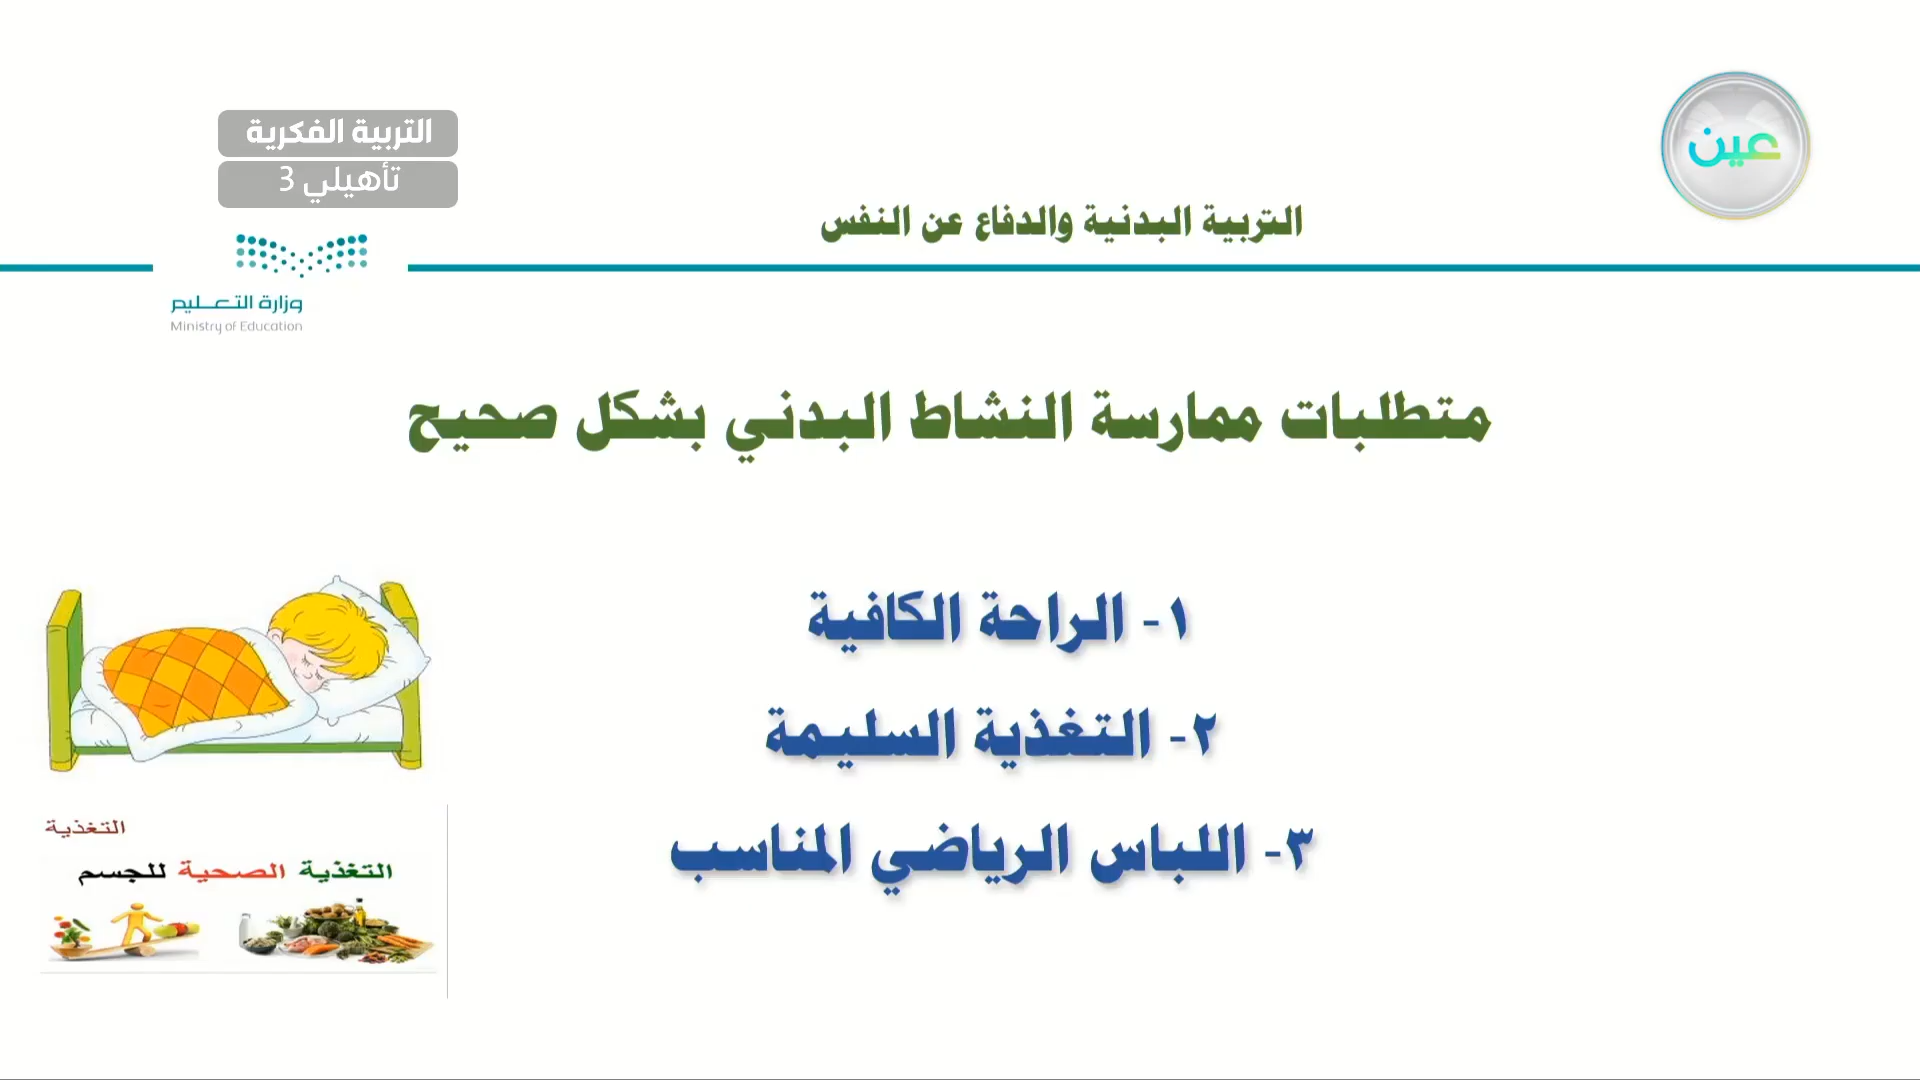 التربية الفكرية
تأهيلي 3
عين
التربية البدنية والدفاع عن النفس
وزارة التعليم
Ministry of Education
متطلبات ممارسة النشاط البدني بشكل صحيح
١- الراحة الكافية
٢- التغذية السليمة
٣- اللباس الرياضي المناسب
التغذية
التغذية الصحية للجسم